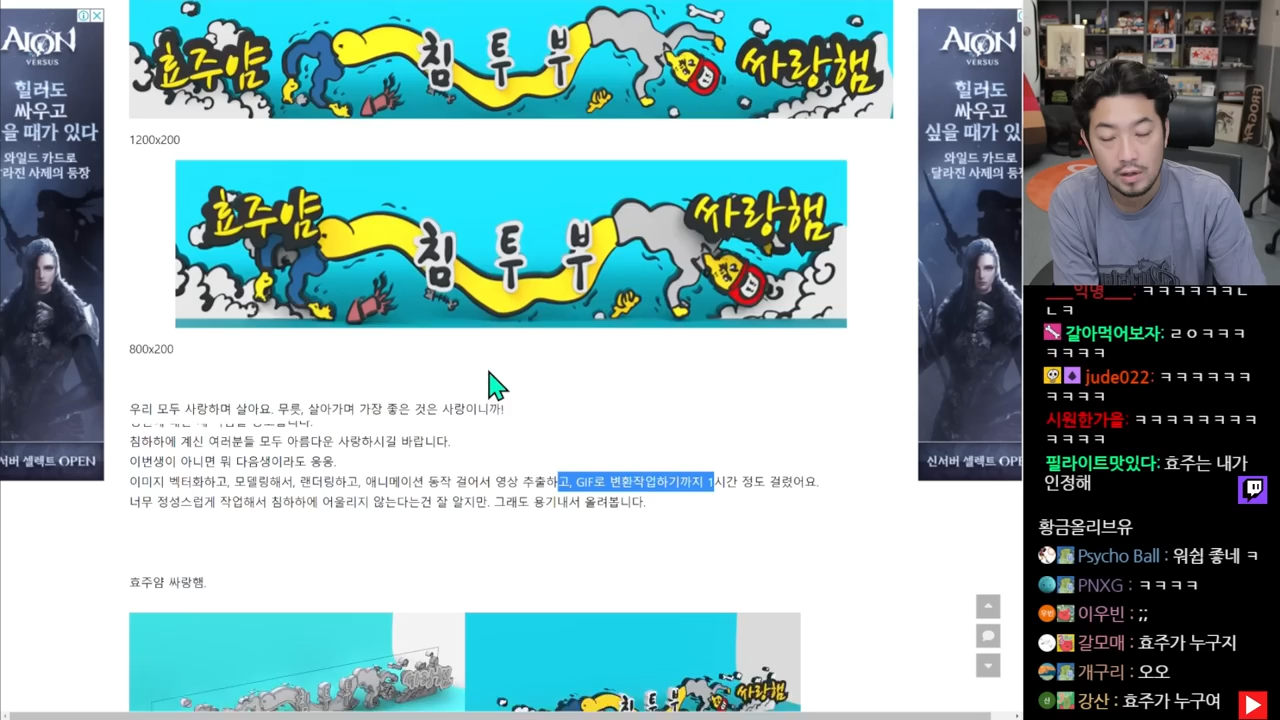 AION
VERSUS
힐러도
싸우고
을 때가 있다
와일드 카드로
라진 사제의 등장
서버 셀렉트 OPEN
효주얌 침 투 부 싸랑햄
1200x200
효주얌 침 투 부 싸랑햄
800x200
우리 모두 사랑하며 살아요. 무릇, 살아가며 가장 좋은 것은 사랑이니까!
침하하에 계신 여러분들 모두 아름다운 사랑하시길 바랍니다.
이번생이 아니면 뭐 다음생이라도 응응.
이미지 벡터화하고, 모델링해서, 랜더링하고, 애니메이션 동작 걸어서 영상 추출하고, GIF로 변환작업하기까지 1시간 정도 걸렸어요.
너무 정성스럽게 작업해서 침하하에 어울리지 않는다는건 잘 알지만. 그래도 용기내서 올려봅니다.
효주얌 싸랑햄.
싸랑햄
AION
VERSUS
힐러도
싸우고
싶을 때가 있
와일드 카드로
달라진 사제의 등
신서버 셀렉트 OPE
___익명___: ㅋㅋㅋㅋㅋㅋㄴ
ㄴㅋ
갈아먹어보자: ㄹㅇㅋㅋㅋ
ㅋㅋㅋㅋ
jude022: ㅋㅋㅋㅋㅋㅋ
ㅋㅋㅋㅋ
시원한가을: ㅋㅋㅋㅋㅋㅋㅋㅋ
ㅋㅋㅋㅋ
필라이트맛있다: 효주는 내가
인정해
황금올리브유
Psycho Ball : 워쉽 좋네 ㅋ
PNXG : ㅋㅋㅋㅋ
이우빈 : ;;
갈모매 : 효주가 누구지
개구리 : 오오
강산 : 효주가 누구여